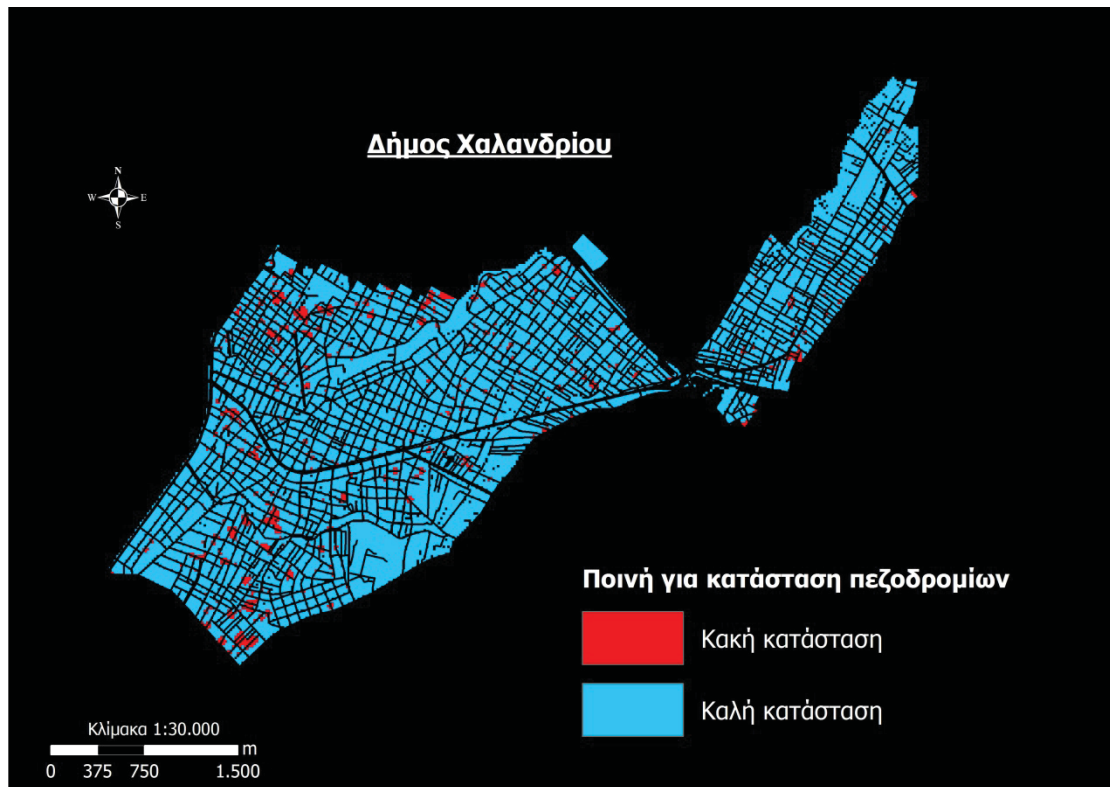 Δήμος Χαλανδρίου
N
W E
S
Ποινή για κατάσταση πεζοδρομίων
Κακή κατάσταση
Καλή κατάσταση
Κλίμακα 1:30.000
m
0 375 750 1.500